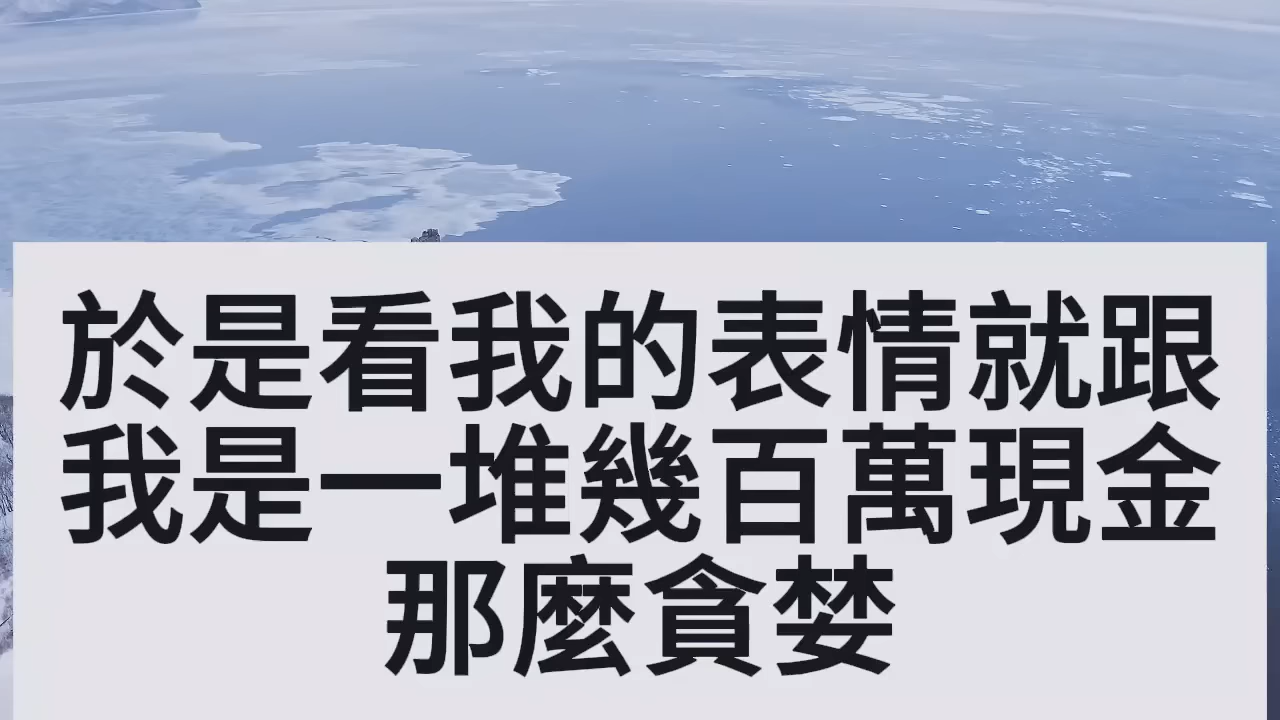 於是看我的表情就跟
我是一堆幾百萬現金
那麼貪婪